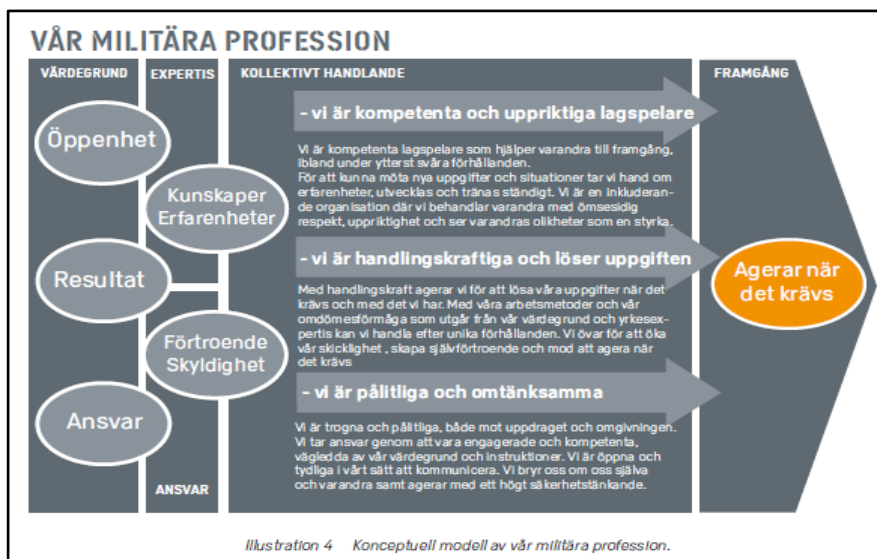 VÅR MILITÄRA PROFESSION
VÄRDEGRUND
EXPERTIS
KOLLEKTIVT HANDLANDE
FRAMGÅNG
Öppenhet
Resultat
Ansvar
Kunskaper
Erfarenheter
Förtroende
Skyldighet
ANSVAR
- vi är kompetenta och uppriktiga lagspelare
Vi är kompetenta lagspelare som hjälper varandra till framgång,
ibland under ytterst svåra förhållanden.
För att kunna möta nya uppgifter och situationer tar vi hand om
erfarenheter, utvecklas och tränas ständigt. Vi är en inkluderan-
de organisation där vi behandlar varandra med ömsesidig
respekt, uppriktighet och ser varandras olikheter som en styrka.
- vi är handlingskraftiga och löser uppgiften
Med handlingskraft agerar vi för att lösa våra uppgifter när det
krävs och med det vi har. Med våra arbetsmetoder och vår
omdömesförmåga som utgår från vår värdegrund och yrkesex-
pertis kan vi handla efter unika förhållanden. Vi övar för att öka
vår skicklighet , skapa självförtroende och mod att agera när
det krävs
- vi är pålitliga och omtänksamma
Vi är trogna och pålitliga, både mot uppdraget och omgivningen.
Vi tar ansvar genom att vara engagerade och kompetenta,
vägledda av vår värdegrund och instruktioner. Vi är öppna och
tydliga i vårt sätt att kommunicera. Vi bryr oss om oss själva
och varandra samt agerar med ett högt säkerhetstänkande.
Agerar när
det krävs
Illustration 4 Konceptuell modell av vår militära profession.